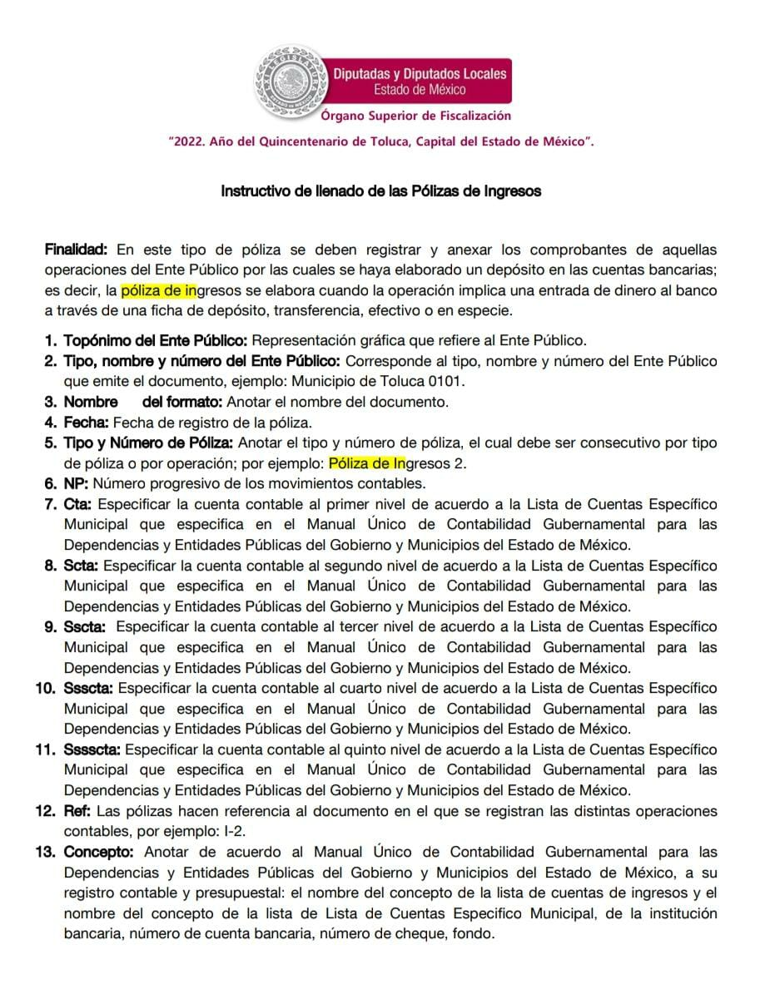 LXI LEGISLATURA
ESTADO DE MÉXICO
Diputadas y Diputados Locales
Estado de México
Órgano Superior de Fiscalización
“2022. Año del Quincentenario de Toluca, Capital del Estado de México”.
Instructivo de llenado de las Pólizas de Ingresos
Finalidad: En este tipo de póliza se deben registrar y anexar los comprobantes de aquellas
operaciones del Ente Público por las cuales se haya elaborado un depósito en las cuentas bancarias;
es decir, la póliza de ingresos se elabora cuando la operación implica una entrada de dinero al banco
a través de una ficha de depósito, transferencia, efectivo o en especie.
1. Topónimo del Ente Público: Representación gráfica que refiere al Ente Público.
2. Tipo, nombre y número del Ente Público: Corresponde al tipo, nombre y número del Ente Público
que emite el documento, ejemplo: Municipio de Toluca 0101.
3. Nombre del formato: Anotar el nombre del documento.
4. Fecha: Fecha de registro de la póliza.
5. Tipo y Número de Póliza: Anotar el tipo y número de póliza, el cual debe ser consecutivo por tipo
de póliza o por operación; por ejemplo: Póliza de Ingresos 2.
6. NP: Número progresivo de los movimientos contables.
7. Cta: Especificar la cuenta contable al primer nivel de acuerdo a la Lista de Cuentas Específico
Municipal que especifica en el Manual Único de Contabilidad Gubernamental para las
Dependencias y Entidades Públicas del Gobierno y Municipios del Estado de México.
8. Scta: Especificar la cuenta contable al segundo nivel de acuerdo a la Lista de Cuentas Específico
Municipal que especifica en el Manual Único de Contabilidad Gubernamental para las
Dependencias y Entidades Públicas del Gobierno y Municipios del Estado de México.
9. Sscta: Especificar la cuenta contable al tercer nivel de acuerdo a la Lista de Cuentas Específico
Municipal que especifica en el Manual Único de Contabilidad Gubernamental para las
Dependencias y Entidades Públicas del Gobierno y Municipios del Estado de México.
10. Ssscta: Especificar la cuenta contable al cuarto nivel de acuerdo a la Lista de Cuentas Específico
Municipal que especifica en el Manual Único de Contabilidad Gubernamental para las
Dependencias y Entidades Públicas del Gobierno y Municipios del Estado de México.
11. Sssscta: Especificar la cuenta contable al quinto nivel de acuerdo a la Lista de Cuentas Específico
Municipal que especifica en el Manual Único de Contabilidad Gubernamental para las
Dependencias y Entidades Públicas del Gobierno y Municipios del Estado de México.
12. Ref: Las pólizas hacen referencia al documento en el que se registran las distintas operaciones
contables, por ejemplo: I-2.
13. Concepto: Anotar de acuerdo al Manual Único de Contabilidad Gubernamental para las
Dependencias y Entidades Públicas del Gobierno y Municipios del Estado de México, a su
registro contable y presupuestal: el nombre del concepto de la lista de cuentas de ingresos y el
nombre del concepto de la lista de Lista de Cuentas Especifico Municipal, de la institución
bancaria, número de cuenta bancaria, número de cheque, fondo.